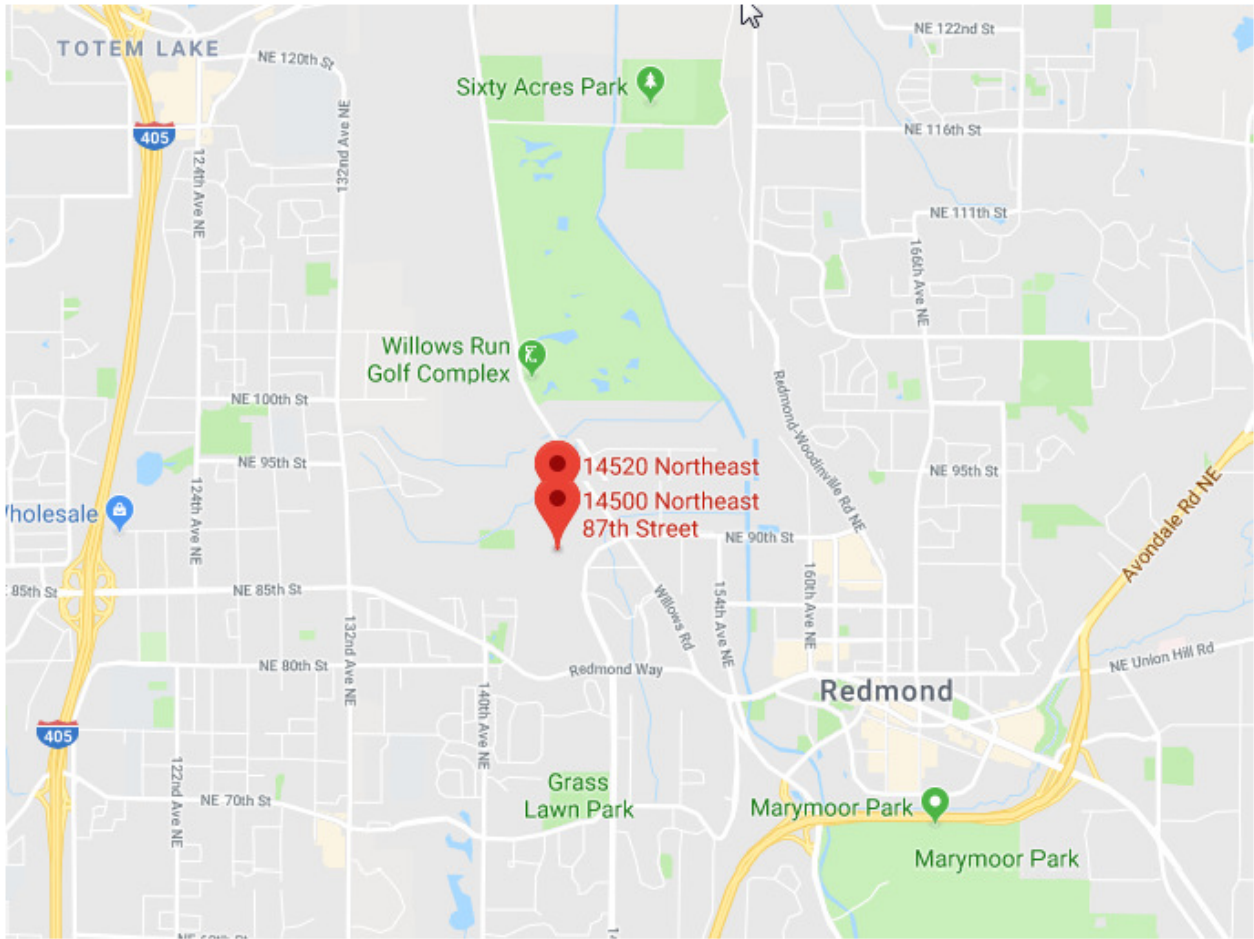 NE 122nd St
TOTEM LAKE
NE 120th St
Sixty Acres Park
405
NE 116th St
132nd Ave NE
124th Ave NE
NE 111th St
166th Ave NE
Willows Run
Golf Complex
NE 100th St
Redmond-Woodinville Rd NE
14520 Northeast
NE 95th St
NE 95th St
14500 Northeast
87th Street
124th Ave NE
holesale
Avondale Rd NE
NE 90th St
85th St
NE 85th St
Willows Rd
154th Ave NE
160th Ave NE
132nd Ave NE
NE 80th St
Redmond Way
NE Union Hill Rd
Redmond
140th Ave NE
405
122nd Ave NE
Grass
Lawn Park
NE 70th St
Marymoor Park
Marymoor Park